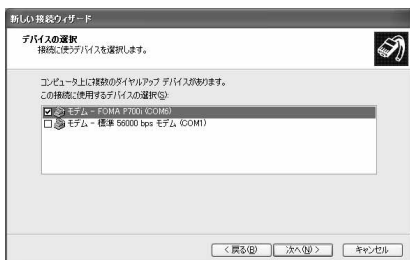 新しい接続ウィザード
デバイスの選択
接続に使うデバイスを選択します。
コンピュータ上に複数のダイヤルアップ デバイスがあります。
この接続に使用するデバイスの選択(S):
モデム - FOMA P700i (COM6)
モデム - 標準 56000 bps モデム (COM1)
< 戻る(B)
次へ(N) >
キャンセル